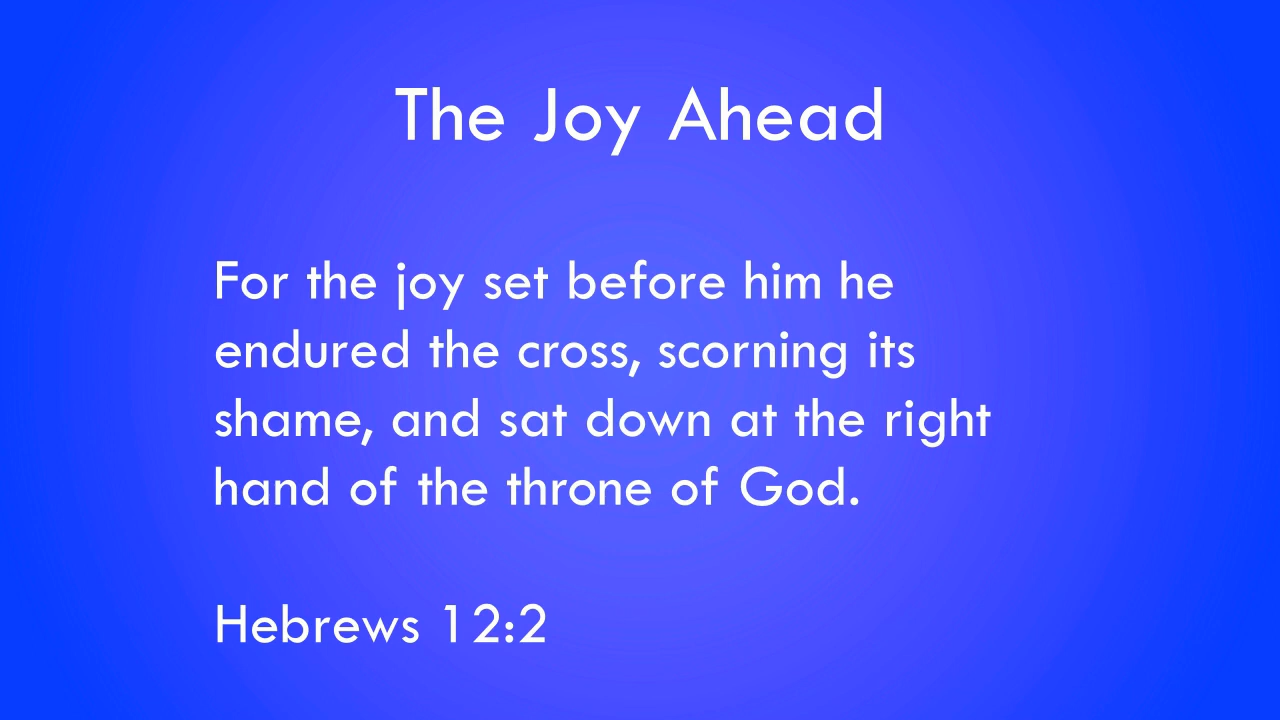 The Joy Ahead
For the joy set before him he
endured the cross, scorning its
shame, and sat down at the right
hand of the throne of God.
Hebrews 12:2